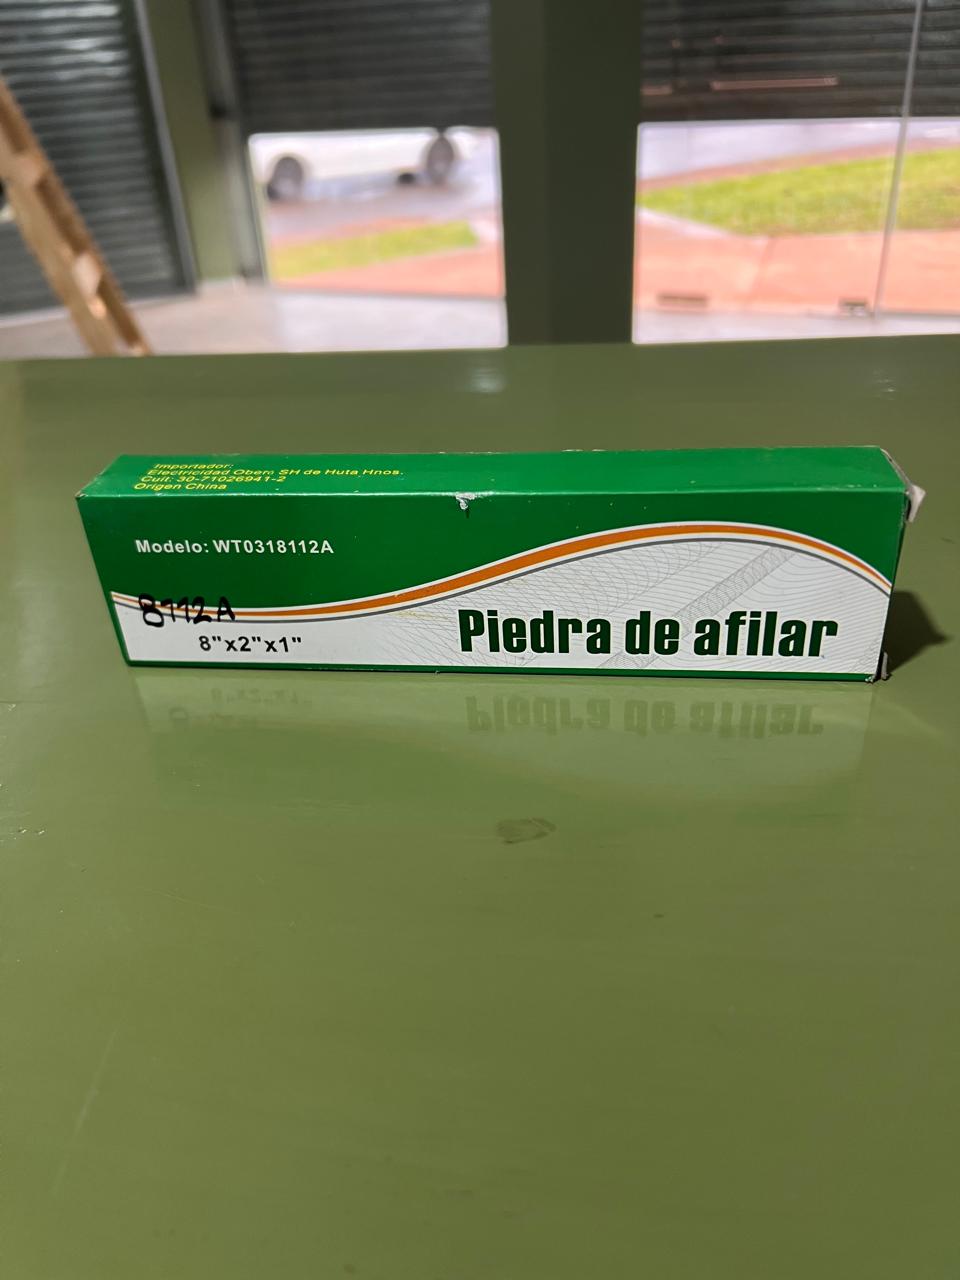 Importador:
Electricidad Obera SH de Huta Hnos.
Cuit: 30-71026941-2
Origen China
Modelo: WT0318112A
8112A
8"x2"x1"
Piedra de afilar